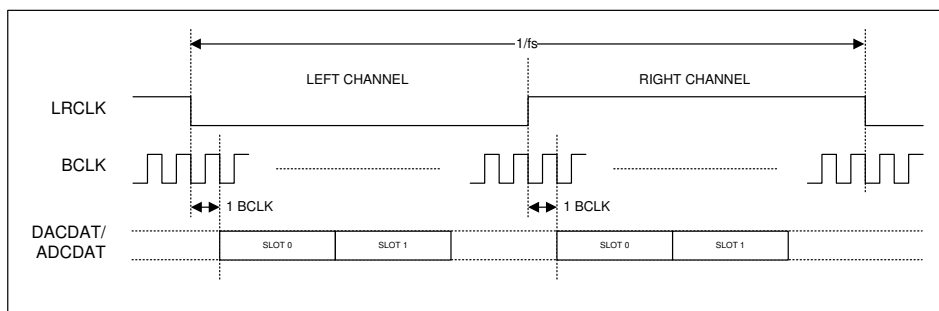 1/fs
LEFT CHANNEL RIGHT CHANNEL
LRCLK
BCLK
1 BCLK 1 BCLK
DACDAT/
ADCDAT
SLOT 0 SLOT 1 SLOT 0 SLOT 1